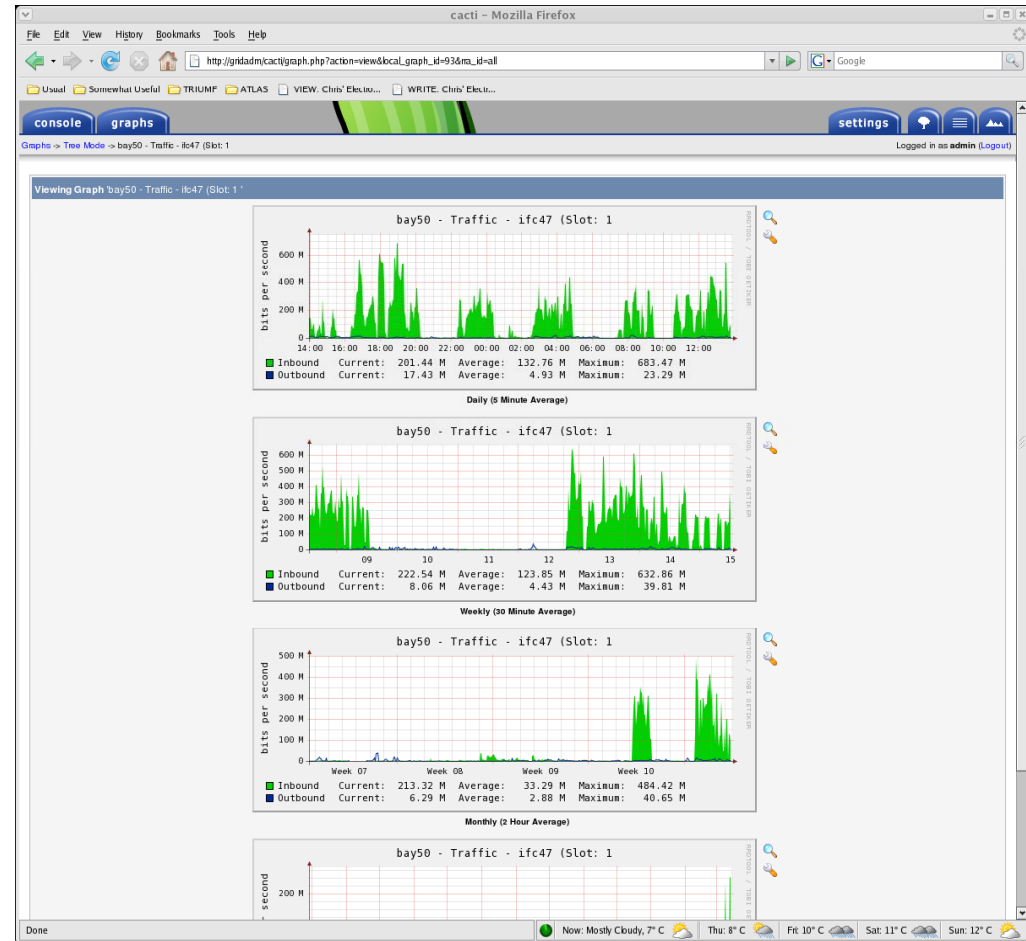 cacti – Mozilla Firefox
File Edit View History Bookmarks Tools Help
http://gridadm/cacti/graph.php?action=view&local_graph_id=93&rra_id=all
Google
Usual Somewhat Useful TRIUMF ATLAS VIEW. Chris' Electro... WRITE. Chris' Elect...
console graphs settings
Graphs -> Tree Mode -> bay50 - Traffic - ifc47 (Slot: 1 Logged in as admin (Logout)
Viewing Graph 'bay50 - Traffic - ifc47 (Slot: 1 '
bay50 - Traffic - ifc47 (Slot: 1
RRDTOOL / TOBI OETIKER
bits per second
600 M
400 M
200 M
0
14:00 16:00 18:00 20:00 22:00 00:00 02:00 04:00 06:00 08:00 10:00 12:00
Inbound Current: 201.44 M Average: 132.76 M Maximum: 683.47 M
Outbound Current: 17.43 M Average: 4.93 M Maximum: 23.29 M
Daily (5 Minute Average)
bay50 - Traffic - ifc47 (Slot: 1
RRDTOOL / TOBI OETIKER
bits per second
600 M
500 M
400 M
300 M
200 M
100 M
0
09 10 11 12 13 14 15
Inbound Current: 222.54 M Average: 123.85 M Maximum: 632.86 M
Outbound Current: 8.06 M Average: 4.43 M Maximum: 39.81 M
Weekly (30 Minute Average)
bay50 - Traffic - ifc47 (Slot: 1
RRDTOOL / TOBI OETIKER
bits per second
500 M
400 M
300 M
200 M
100 M
0
Week 07 Week 08 Week 09 Week 10
Inbound Current: 213.32 M Average: 33.29 M Maximum: 484.42 M
Outbound Current: 6.29 M Average: 2.88 M Maximum: 40.65 M
Monthly (2 Hour Average)
bay50 - Traffic - ifc47 (Slot: 1
RRDTOOL / TOBI OETIKER
second
200 M
Done Now: Mostly Cloudy, 7° C Thu: 8° C Fri: 10° C Sat: 11° C Sun: 12° C